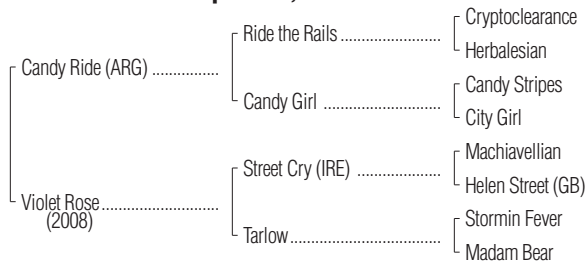 Cryptoclearance
Ride the Rails
Herbalesian
Candy Ride (ARG)
Candy Stripes
Candy Girl
City Girl
Machiavellian
Street Cry (IRE)
Helen Street (GB)
Violet Rose
(2008)
Stormin Fever
Tarlow
Madam Bear